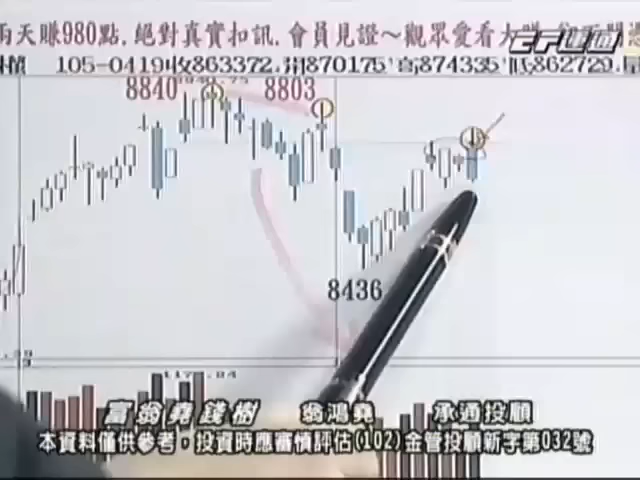 兩天賺980點.絕對真實扣訊.會員見證～觀眾愛看大賺
105-0419收863372.開870175高874335低862729.量
8840 8803
8436
富翁堯錢樹 翁鴻堯 承通投顧
本資料僅供參考，投資時應審慎評估(102)金管投顧新字第032號